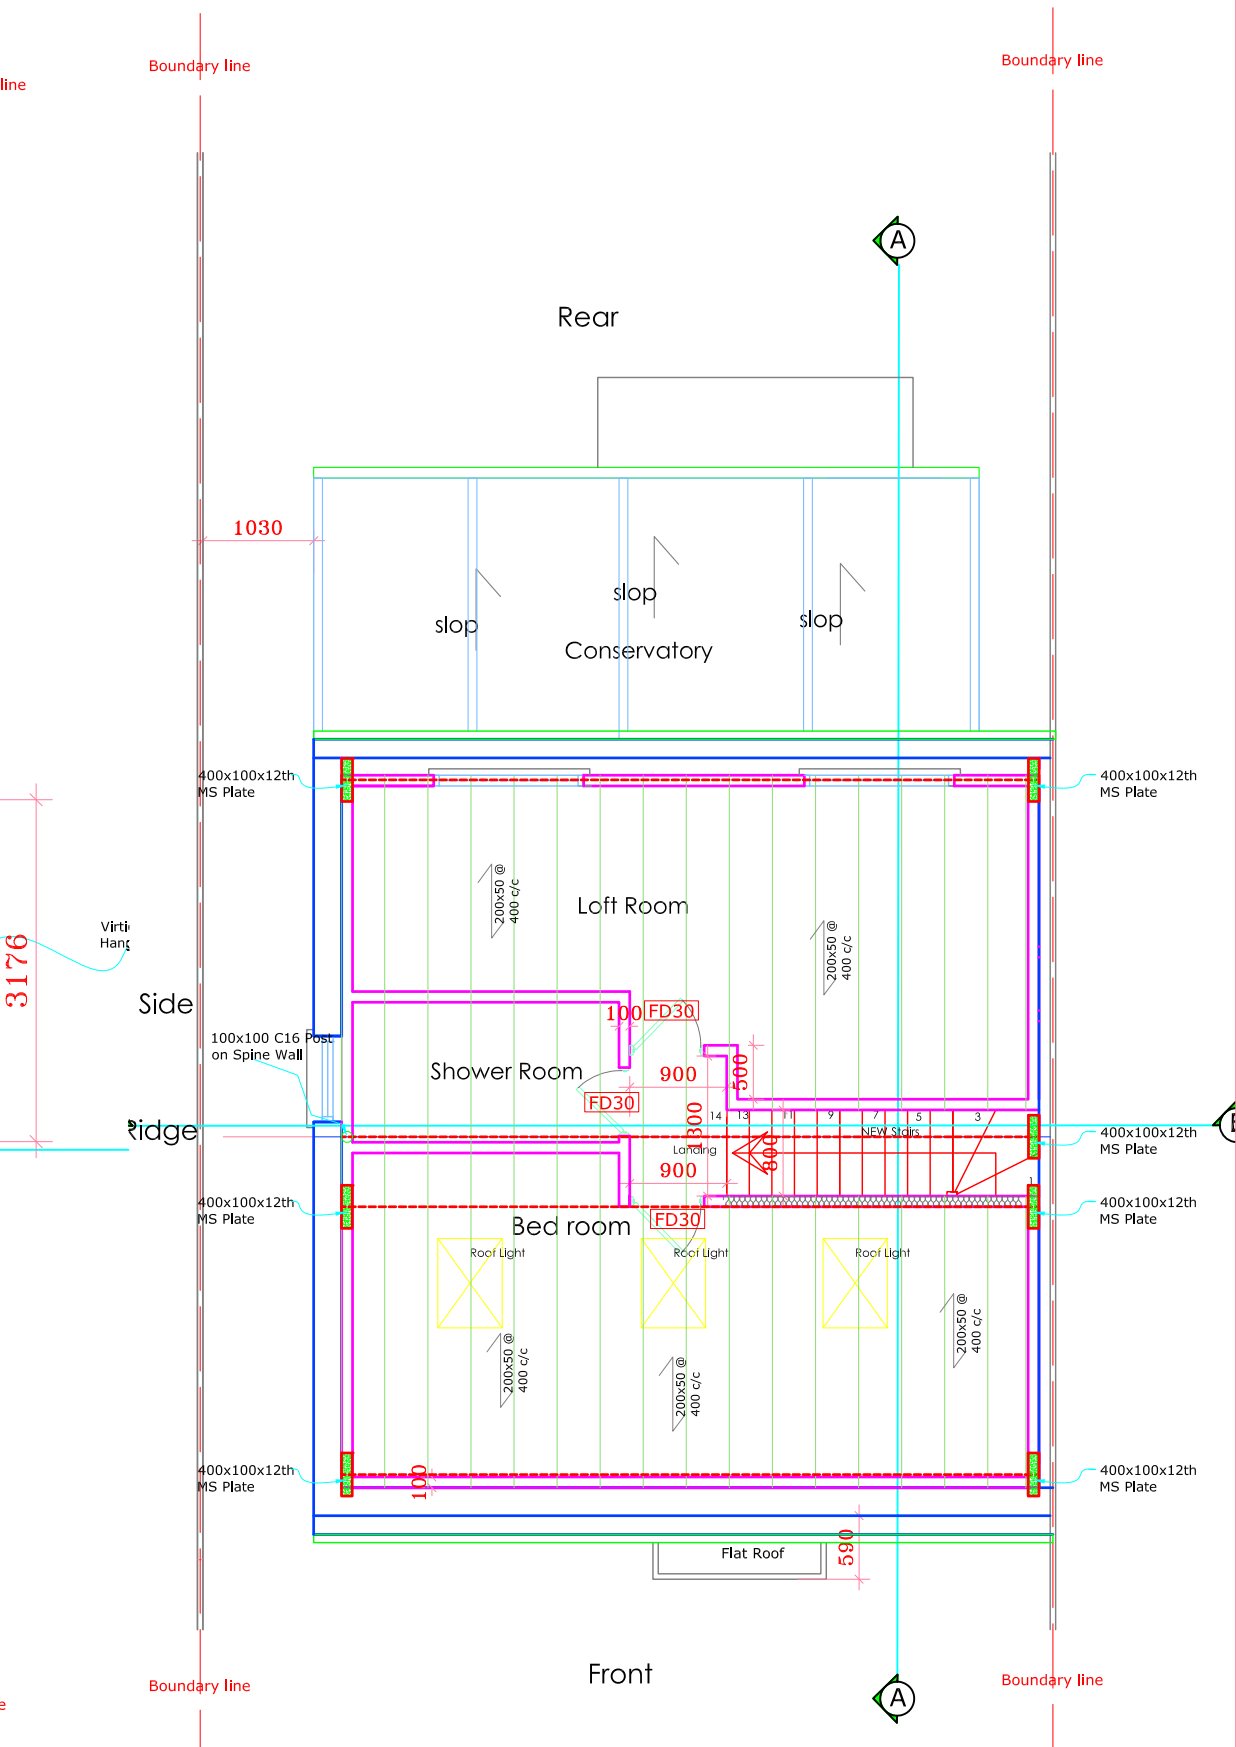 Boundary line
Boundary line
line
A
Rear
1030
slop
slop
slop
Conservatory
400x100x12th
MS Plate
400x100x12th
MS Plate
200x50 @
400 c/c
Loft Room
200x50 @
400 c/c
3176
Side
100
FD30
100x100 C16 Post
on Spine Wall
Shower Room
900
500
FD30
1300
14
13
11
9
7
5
3
NEW Stairs
Ridge
400x100x12th
MS Plate
Landing
800
900
1
400x100x12th
MS Plate
400x100x12th
MS Plate
Bed room
FD30
Roof Light
Roof Light
Roof Light
200x50 @
400 c/c
200x50 @
400 c/c
200x50 @
400 c/c
400x100x12th
MS Plate
100
400x100x12th
MS Plate
Flat Roof
590
Front
Boundary line
Boundary line
A